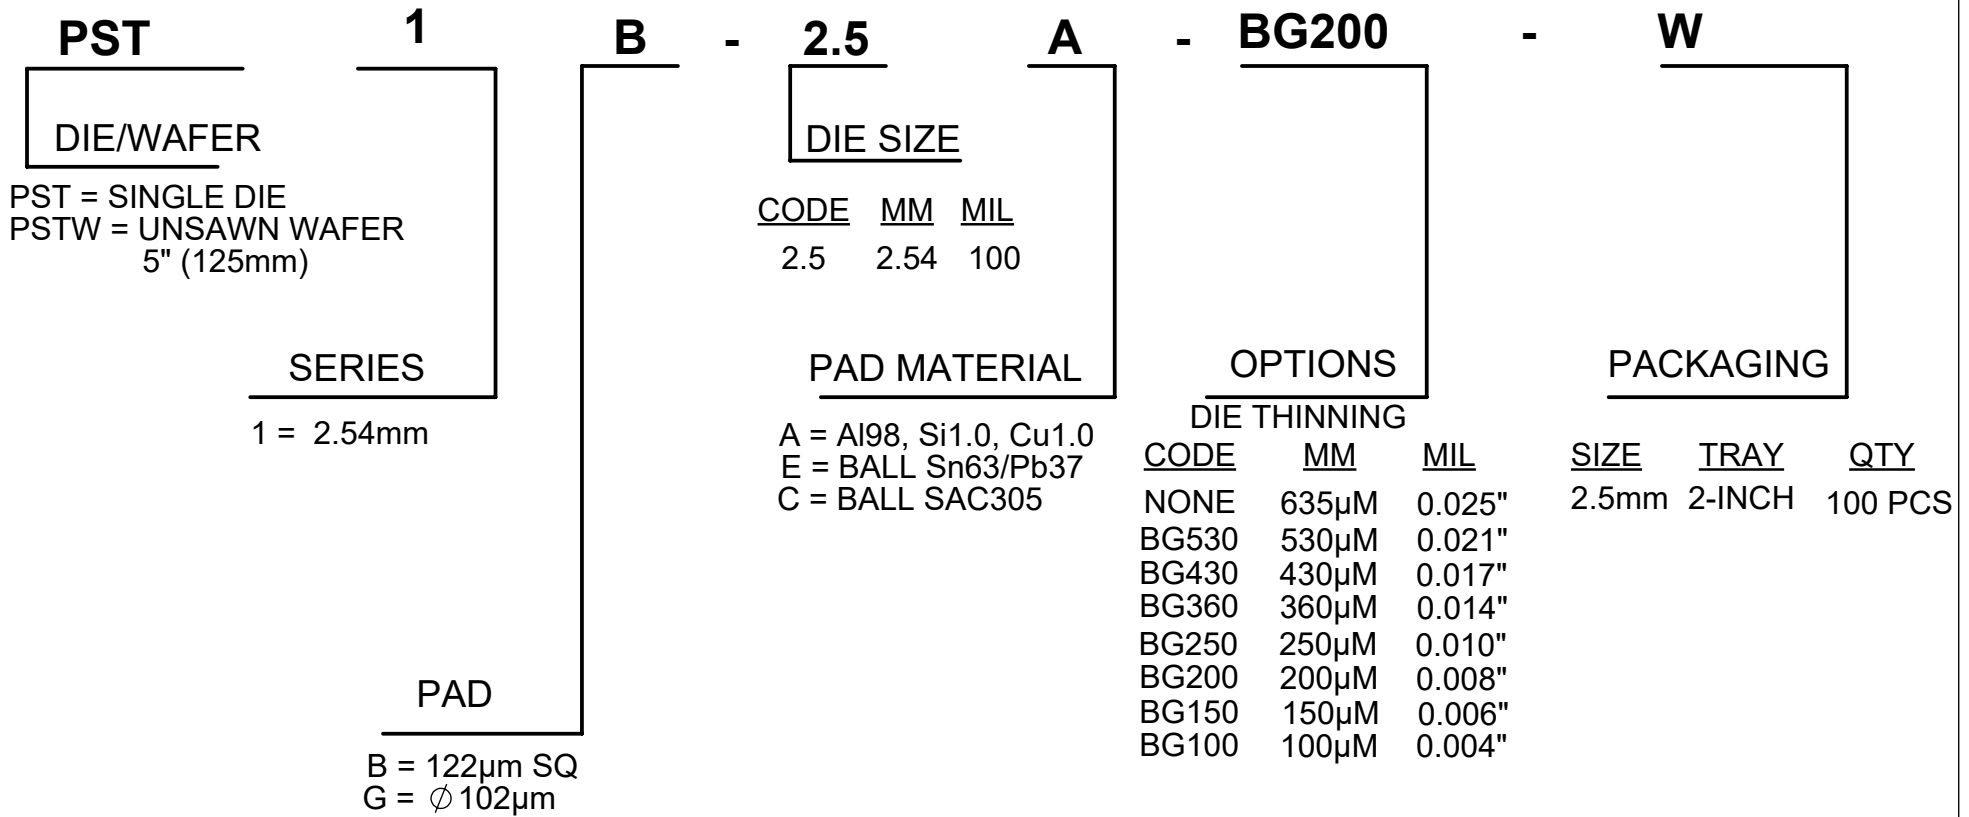 PST 1 B - 2.5 A - BG200 - W
DIE/WAFER
PST = SINGLE DIE
PSTW = UNSAWN WAFER
5" (125mm)
SERIES
1 = 2.54mm
PAD
B = 122µm SQ
G = ∅102µm
DIE SIZE
CODE MM MIL
2.5 2.54 100
PAD MATERIAL
A = Al98, Si1.0, Cu1.0
E = BALL Sn63/Pb37
C = BALL SAC305
OPTIONS
DIE THINNING
CODE MM MIL
NONE 635µM 0.025"
BG530 530µM 0.021"
BG430 430µM 0.017"
BG360 360µM 0.014"
BG250 250µM 0.010"
BG200 200µM 0.008"
BG150 150µM 0.006"
BG100 100µM 0.004"
PACKAGING
SIZE TRAY QTY
2.5mm 2-INCH 100 PCS